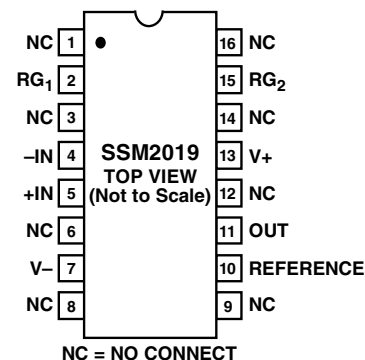 NC 1 16 NC
RG1 2 15 RG2
NC 3 14 NC
–IN 4 SSM2019 13 V+
TOP VIEW
+IN 5 (Not to Scale) 12 NC
NC 6 11 OUT
V– 7 10 REFERENCE
NC 8 9 NC
NC = NO CONNECT